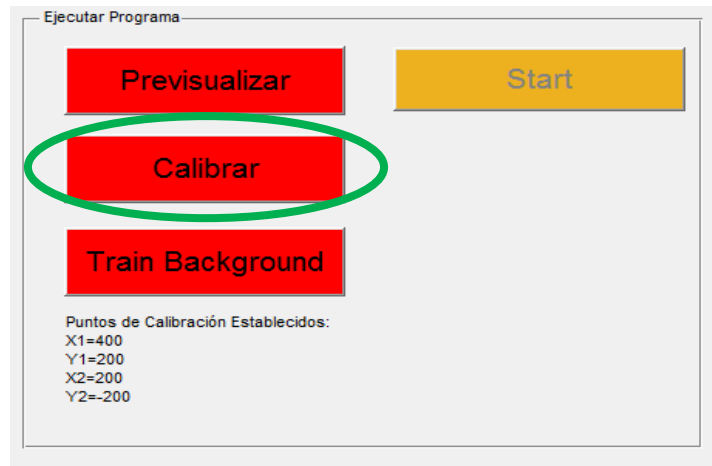 Ejecutar Programa
Previsualizar
Start
Calibrar
Train Background
Puntos de Calibración Establecidos:
X1=400
Y1=200
X2=200
Y2=-200